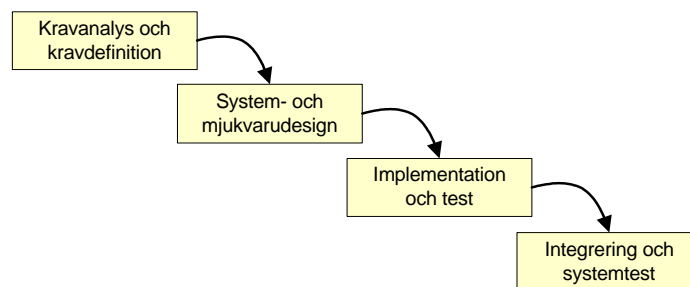 Kravanalys och
kravdefinition
System- och
mjukvarudesign
Implementation
och test
Integrering och
systemtest